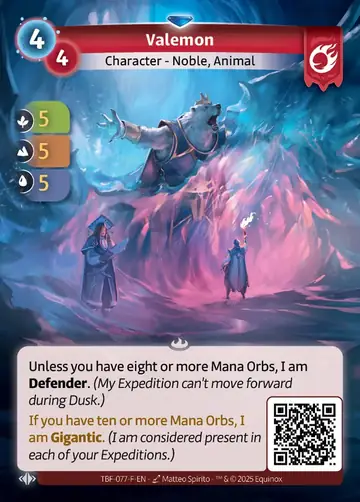 4
4
Valemon
Character - Noble, Animal
5
5
5
Unless you have eight or more Mana Orbs, I am
Defender. (My Expedition can't move forward
during Dusk.)
If you have ten or more Mana Orbs, I
am Gigantic. (I am considered present in
each of your Expeditions.)
TBF-077-F-EN - Matteo Spirito - ™ & © 2025 Equinox